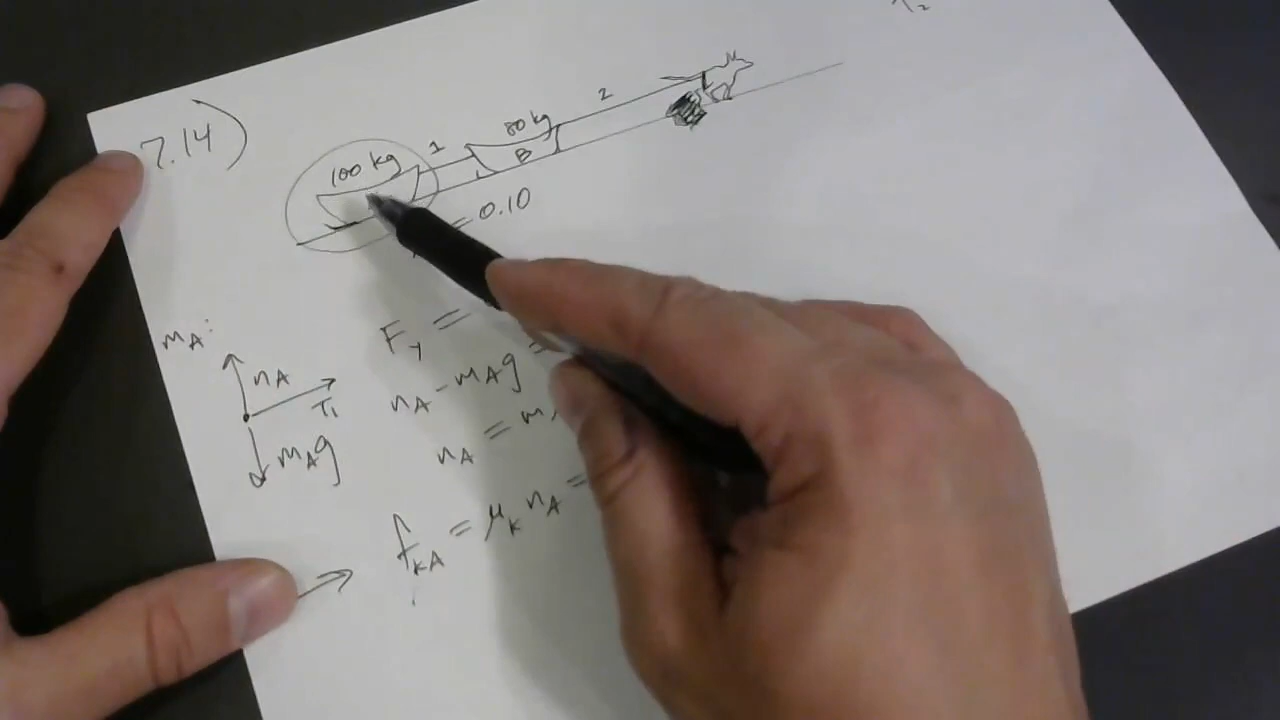 7.14)
100 kg
1
80 kg
2
B
= 0.10
mA:
nA
T1
mAg
Fy =
nA - mAg =
nA = m
fkA = μk nA =